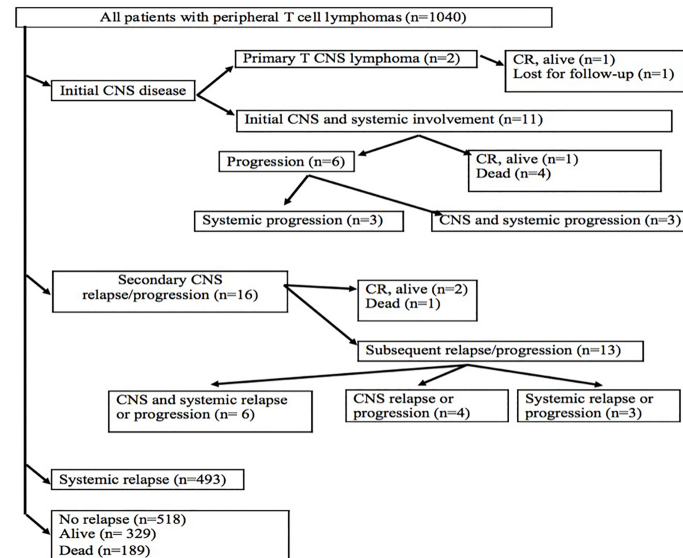 All patients with peripheral T cell lymphomas (n=1040)
Primary T CNS lymphoma (n=2)
CR, alive (n=1)
Lost for follow-up (n=1)
Initial CNS disease
Initial CNS and systemic involvement (n=11)
Progression (n=6)
CR, alive (n=1)
Dead (n=4)
Systemic progression (n=3)
CNS and systemic progression (n=3)
Secondary CNS
relapse/progression (n=16)
CR, alive (n=2)
Dead (n=1)
Subsequent relapse/progression (n=13)
CNS and systemic relapse
or progression (n= 6)
CNS relapse or
progression (n=4)
Systemic relapse or
progression (n=3)
Systemic relapse (n=493)
No relapse (n=518)
Alive (n= 329)
Dead (n=189)